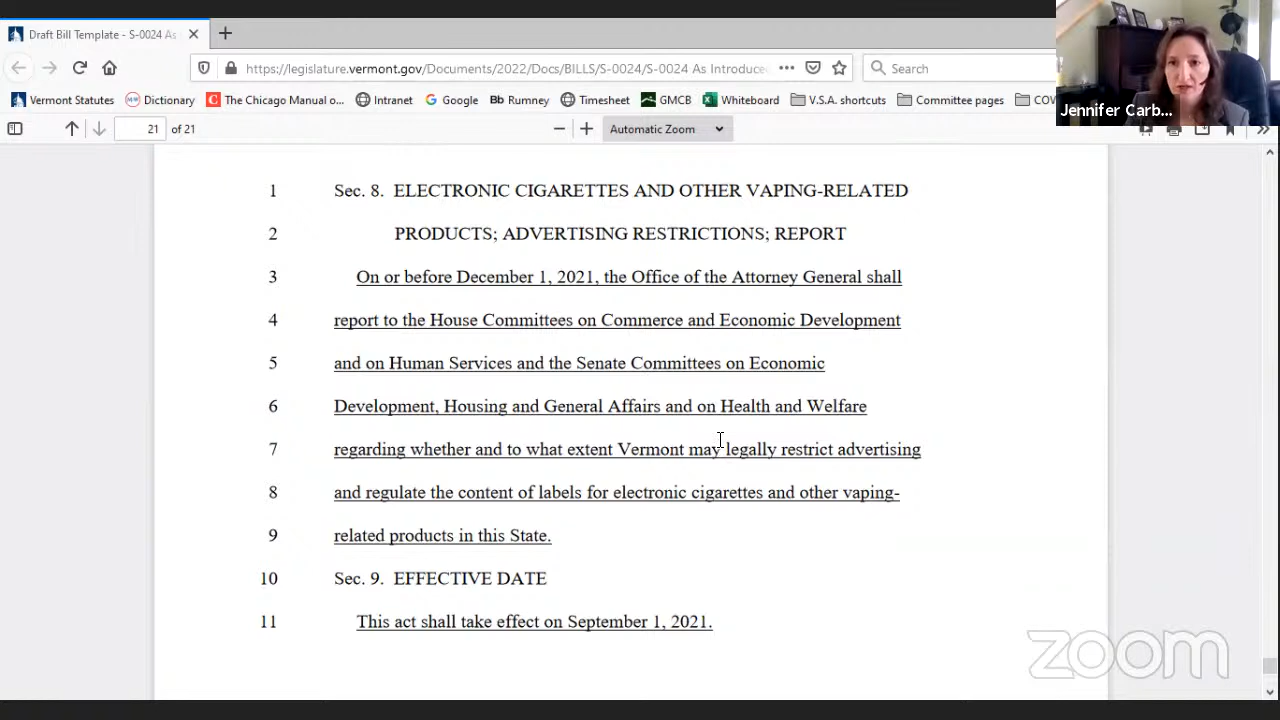 Draft Bill Template - S-0024 As
https://legislature.vermont.gov/Documents/2022/Docs/BILLS/S-0024/S-0024 As Introduce
Search
Vermont Statutes
Dictionary
The Chicago Manual o...
Intranet
Google
Bb Rumney
Timesheet
GMCB
Whiteboard
V.S.A. shortcuts
Committee pages
COV
Jennifer Carb...
21 of 21
Automatic Zoom
1 Sec. 8. ELECTRONIC CIGARETTES AND OTHER VAPING-RELATED
2 PRODUCTS; ADVERTISING RESTRICTIONS; REPORT
3 On or before December 1, 2021, the Office of the Attorney General shall
4 report to the House Committees on Commerce and Economic Development
5 and on Human Services and the Senate Committees on Economic
6 Development, Housing and General Affairs and on Health and Welfare
7 regarding whether and to what extent Vermont may legally restrict advertising
8 and regulate the content of labels for electronic cigarettes and other vaping-
9 related products in this State.
10 Sec. 9. EFFECTIVE DATE
11 This act shall take effect on September 1, 2021.
zoom